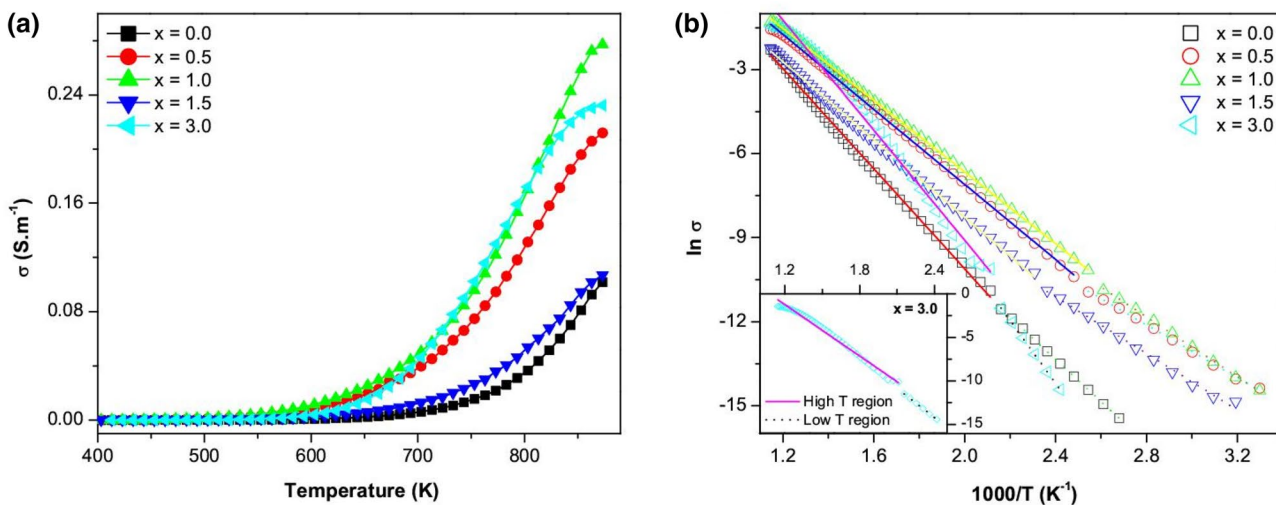 (a)
x = 0.0
x = 0.5
x = 1.0
x = 1.5
x = 3.0
0.24
0.16
0.08
0.00
400 500 600 700 800
σ (S.m⁻¹)
Temperature (K)
(b)
x = 0.0
x = 0.5
x = 1.0
x = 1.5
x = 3.0
-3
-6
-9
-12
-15
ln σ
1.2 1.8 2.4
x = 3.0
0
-5
-10
-15
High T region
Low T region
1.2 1.6 2.0 2.4 2.8 3.2
1000/T (K⁻¹)